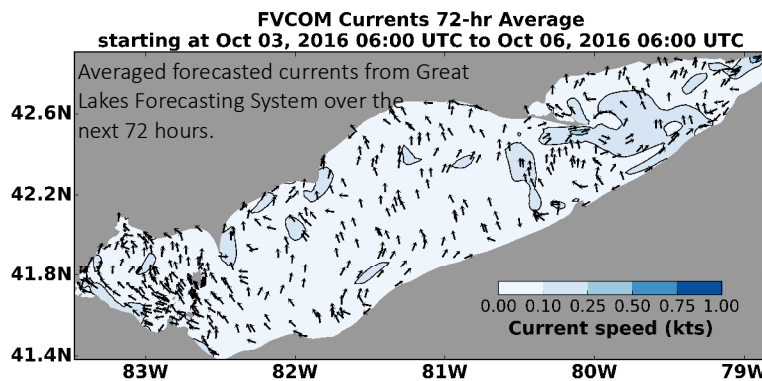 FVCOM Currents 72-hr Average
starting at Oct 03, 2016 06:00 UTC to Oct 06, 2016 06:00 UTC
Averaged forecasted currents from Great
Lakes Forecasting System over the
next 72 hours.
42.6N
42.2N
41.8N
41.4N
0.00 0.10 0.25 0.50 0.75 1.00
Current speed (kts)
83W 82W 81W 80W 79W